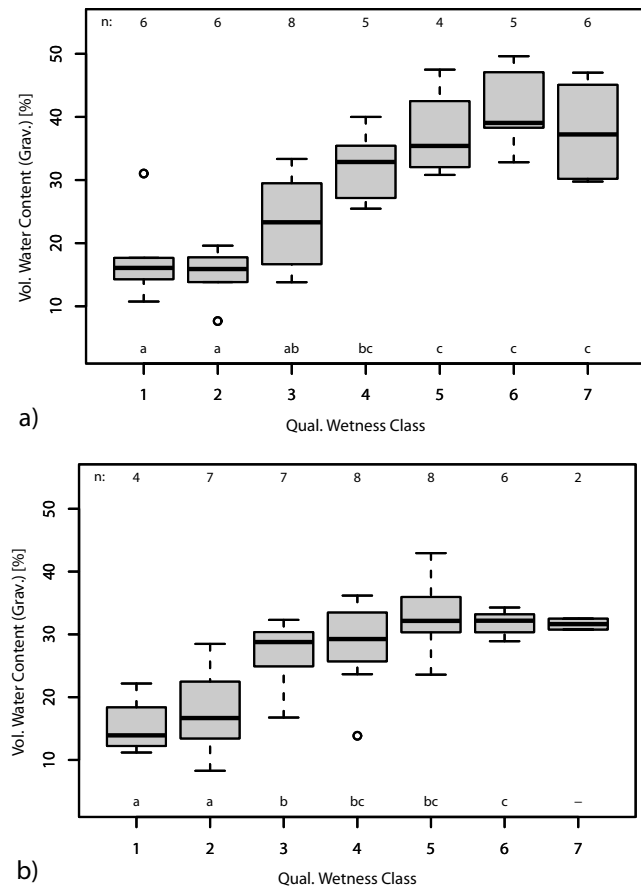 n: 6 6 8 5 4 5 6
50
40
30
20
10
Vol. Water Content (Grav.) [%]
a a ab bc c c c
1 2 3 4 5 6 7
Qual. Wetness Class
a)
n: 4 7 7 8 8 6 2
50
40
30
20
10
Vol. Water Content (Grav.) [%]
a a b bc bc c –
1 2 3 4 5 6 7
Qual. Wetness Class
b)